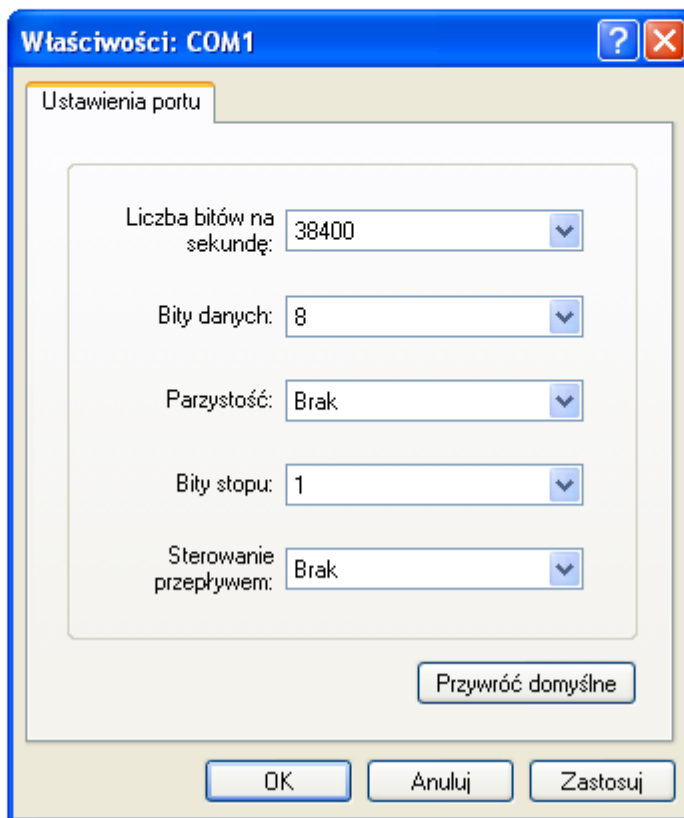 Właściwości: COM1
Ustawienia portu
Liczba bitów na
sekundę:
38400
Bity danych:
8
Parzystość:
Brak
Bity stopu:
1
Sterowanie
przepływem:
Brak
Przywróć domyślne
OK
Anuluj
Zastosuj